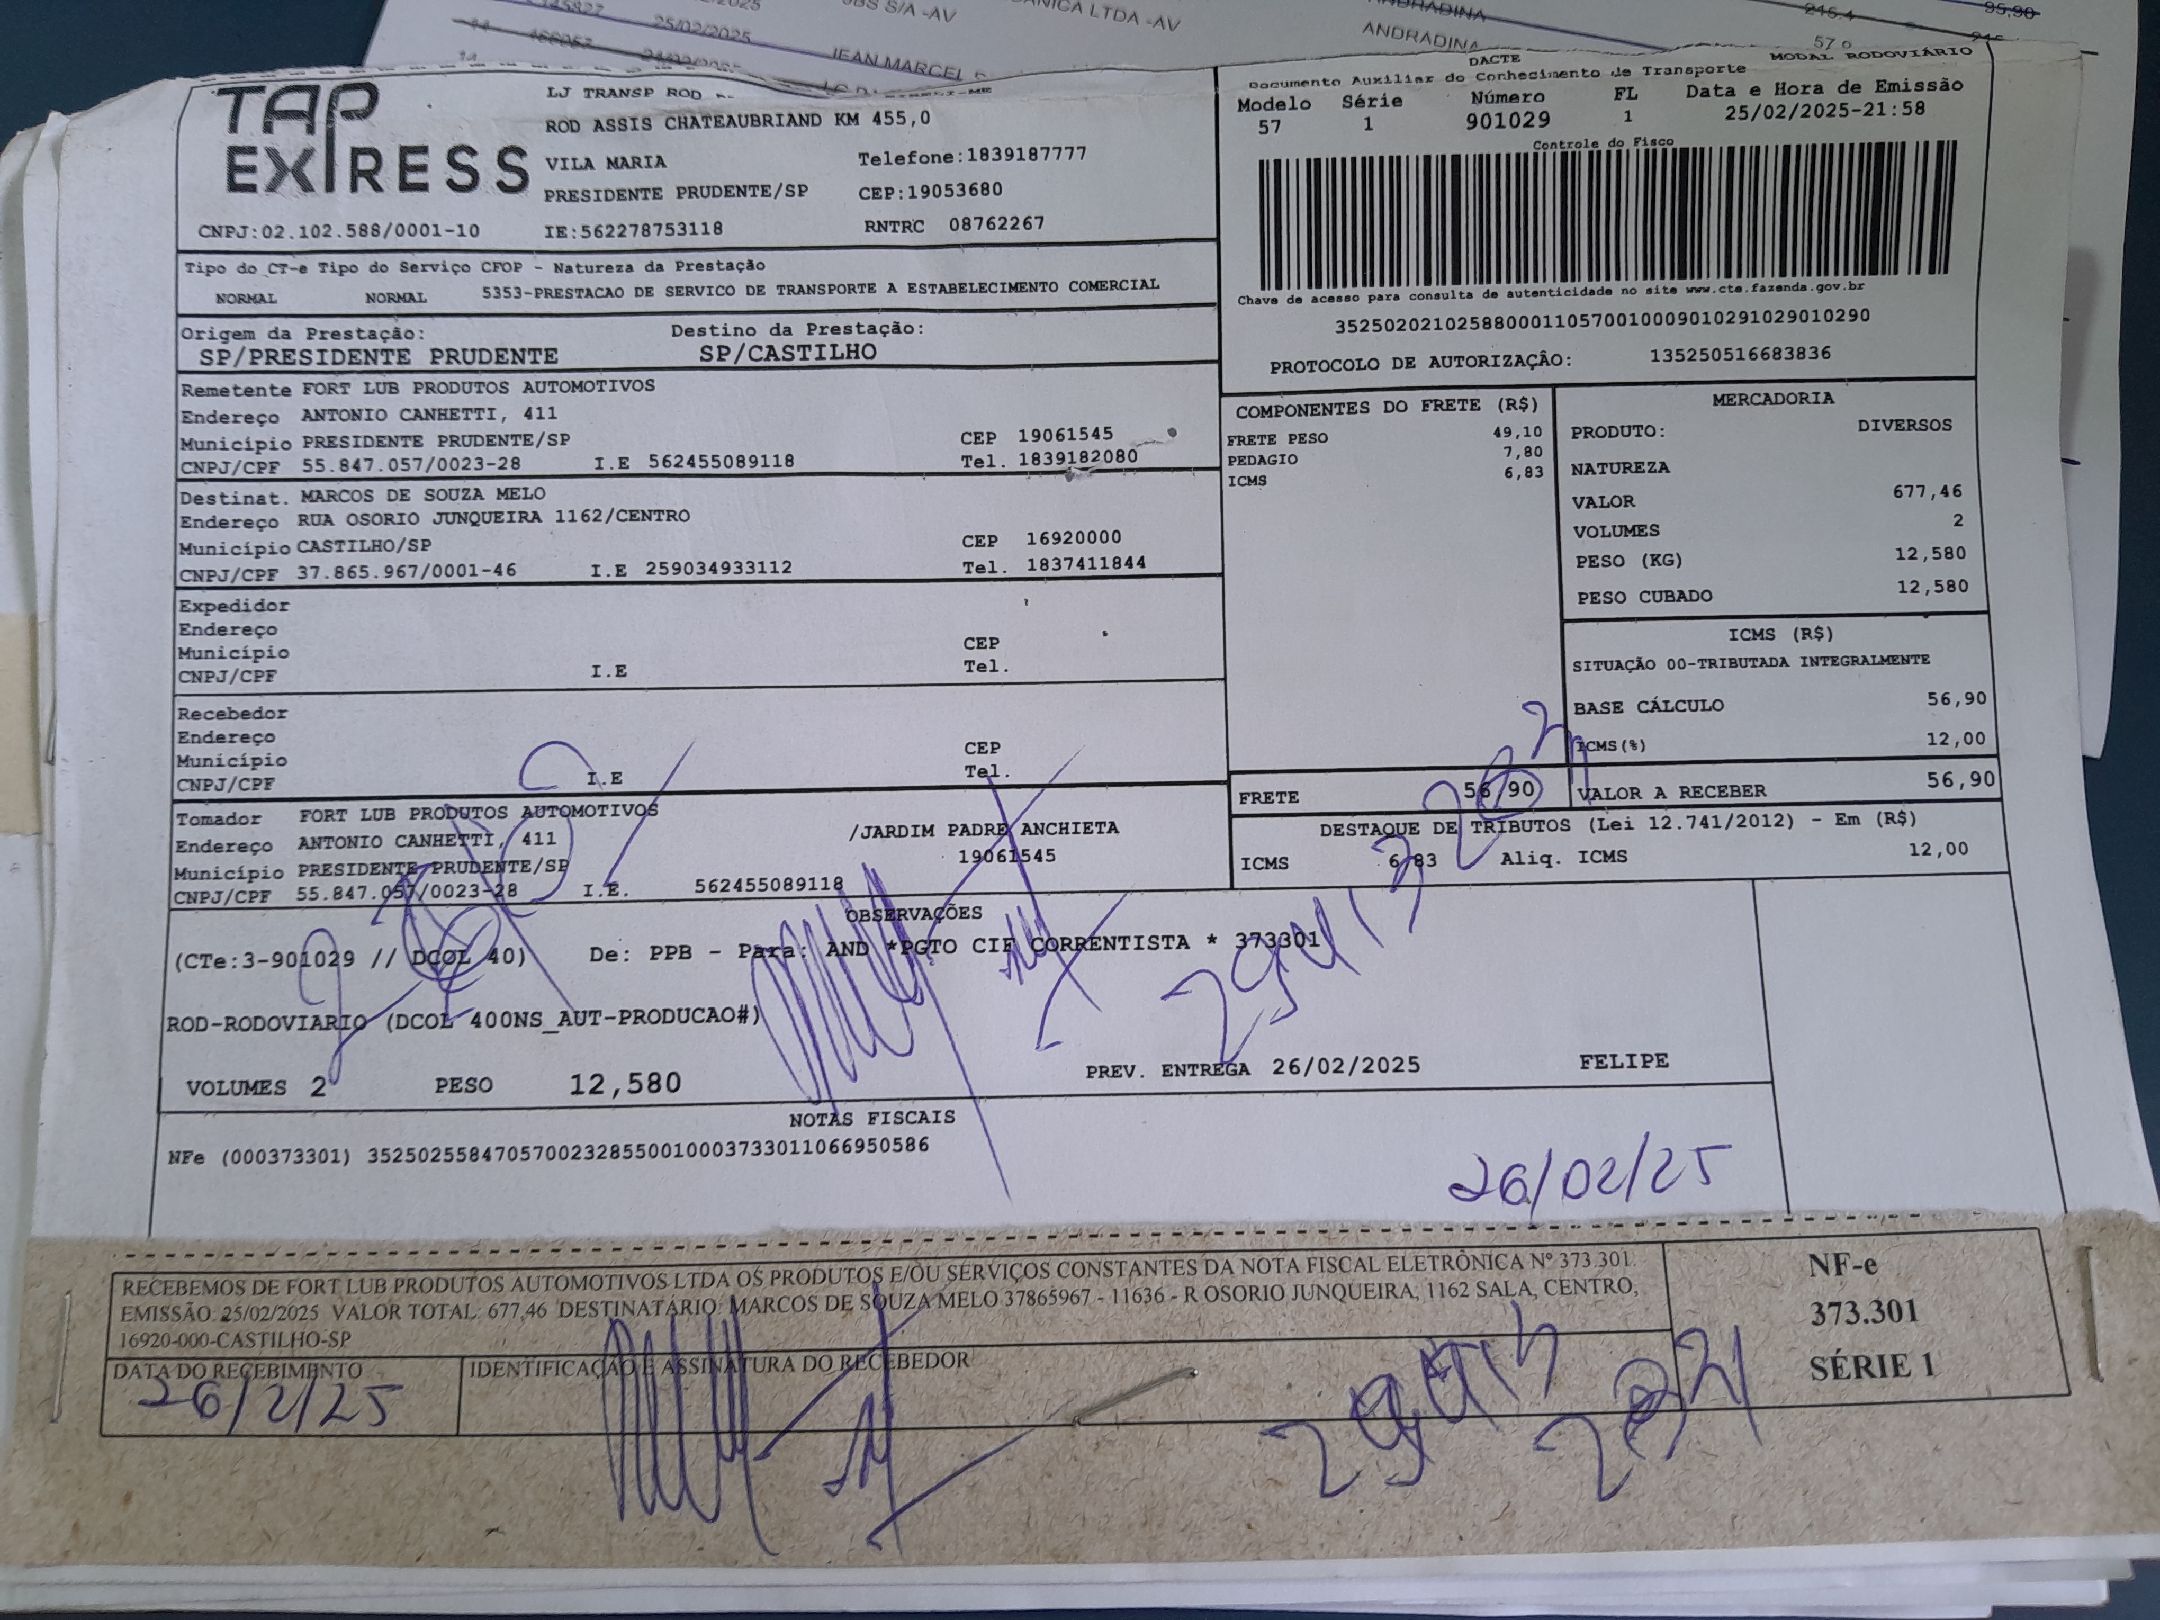 25/02/2025
JBS S/A -AV
ANICA LTDA -AV
ANDRADINA
ANDRADINA
95,90
JEAN MARCEL
TAP EXPRESS
CNPJ:02.102.588/0001-10
LJ TRANSP ROD
ROD ASSIS CHATEAUBRIAND KM 455,0
VILA MARIA Telefone:1839187777
PRESIDENTE PRUDENTE/SP CEP:19053680
IE:562278753118 RNTRC 08762267
DACTE MODAL RODOVIÁRIO
Documento Auxiliar do Conhecimento de Transporte
Modelo Série Número FL Data e Hora de Emissão
57 1 901029 1 25/02/2025-21:58
Controle do Fisco
Chave de acesso para consulta de autenticidade no site www.cte.fazenda.gov.br
35250202102588000110570010009010291029010290
PROTOCOLO DE AUTORIZAÇÂO: 135250516683836
Tipo do CT-e Tipo do Serviço CFOP - Natureza da Prestação
NORMAL NORMAL 5353-PRESTACAO DE SERVICO DE TRANSPORTE A ESTABELECIMENTO COMERCIAL
Origem da Prestação: Destino da Prestação:
SP/PRESIDENTE PRUDENTE SP/CASTILHO
Remetente FORT LUB PRODUTOS AUTOMOTIVOS
Endereço ANTONIO CANHETTI, 411
Município PRESIDENTE PRUDENTE/SP CEP 19061545
CNPJ/CPF 55.847.057/0023-28 I.E 562455089118 Tel. 1839182080
Destinat. MARCOS DE SOUZA MELO
Endereço RUA OSORIO JUNQUEIRA 1162/CENTRO
Município CASTILHO/SP CEP 16920000
CNPJ/CPF 37.865.967/0001-46 I.E 259034933112 Tel. 1837411844
Expedidor
Endereço
Município CEP
CNPJ/CPF I.E Tel.
Recebedor
Endereço
Município CEP
CNPJ/CPF I.E Tel.
Tomador FORT LUB PRODUTOS AUTOMOTIVOS
Endereço ANTONIO CANHETTI, 411 /JARDIM PADRE ANCHIETA
Município PRESIDENTE PRUDENTE/SP 19061545
CNPJ/CPF 55.847.057/0023-28 I.E. 562455089118
COMPONENTES DO FRETE (R$)
FRETE PESO 49,10
PEDAGIO 7,80
ICMS 6,83
MERCADORIA
PRODUTO: DIVERSOS
NATUREZA
VALOR 677,46
VOLUMES 2
PESO (KG) 12,580
PESO CUBADO 12,580
ICMS (R$)
SITUAÇÃO 00-TRIBUTADA INTEGRALMENTE
BASE CÁLCULO 56,90
ICMS(%) 12,00
FRETE 56,90 VALOR A RECEBER 56,90
DESTAQUE DE TRIBUTOS (Lei 12.741/2012) - Em (R$)
ICMS 6,83 Aliq. ICMS 12,00
OBSERVAÇÕES
(CTe:3-901029 // DCOL 40) De: PPB - Para: AND *PGTO CIF CORRENTISTA * 373301
ROD-RODOVIARIO (DCOL 400NS_AUT-PRODUCAO#)
VOLUMES 2 PESO 12,580 PREV. ENTREGA 26/02/2025 FELIPE
NOTAS FISCAIS
NFe (000373301) 35250255847057002328550010003733011066950586
26/02/25
RECEBEMOS DE FORT LUB PRODUTOS AUTOMOTIVOS LTDA OS PRODUTOS E/OU SERVIÇOS CONSTANTES DA NOTA FISCAL ELETRÔNICA Nº 373.301.
EMISSÃO: 25/02/2025 VALOR TOTAL: 677,46 DESTINATÁRIO: MARCOS DE SOUZA MELO 37865967 - 11636 - R OSORIO JUNQUEIRA, 1162 SALA, CENTRO,
16920-000-CASTILHO-SP
DATA DO RECEBIMENTO IDENTIFICAÇÃO E ASSINATURA DO RECEBEDOR
26/2/25
NF-e
373.301
SÉRIE 1